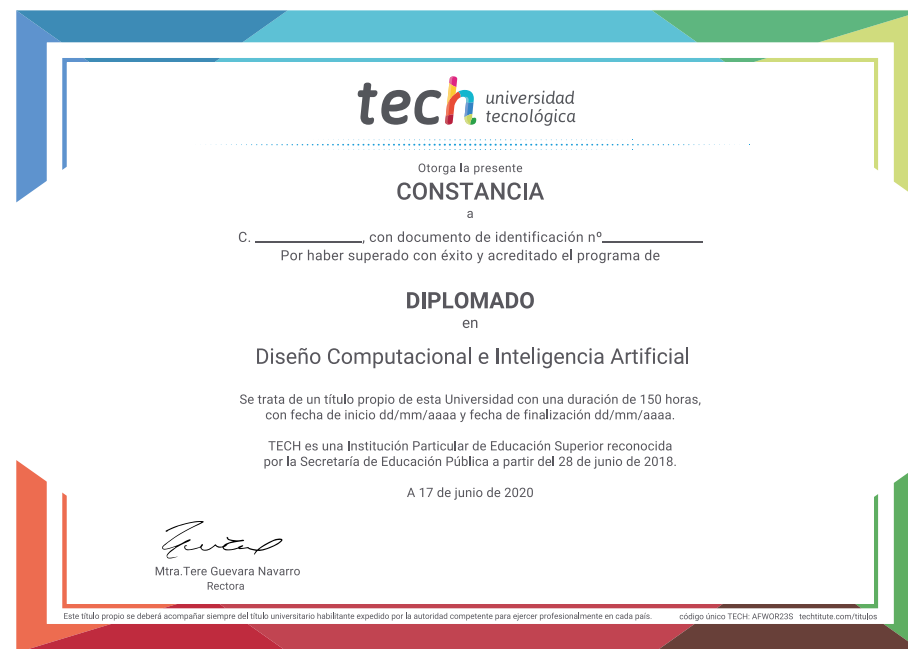 tech universidad
tecnológica
Otorga la presente
CONSTANCIA
a
C. ____________, con documento de identificación nº____________
Por haber superado con éxito y acreditado el programa de
DIPLOMADO
en
Diseño Computacional e Inteligencia Artificial
Se trata de un título propio de esta Universidad con una duración de 150 horas,
con fecha de inicio dd/mm/aaaa y fecha de finalización dd/mm/aaaa.
TECH es una Institución Particular de Educación Superior reconocida
por la Secretaría de Educación Pública a partir del 28 de junio de 2018.
A 17 de junio de 2020
Mtra.Tere Guevara Navarro
Rectora
Este título propio se deberá acompañar siempre del título universitario habilitante expedido por la autoridad competente para ejercer profesionalmente en cada país. código único TECH: AFWOR23S techtitute.com/titulos